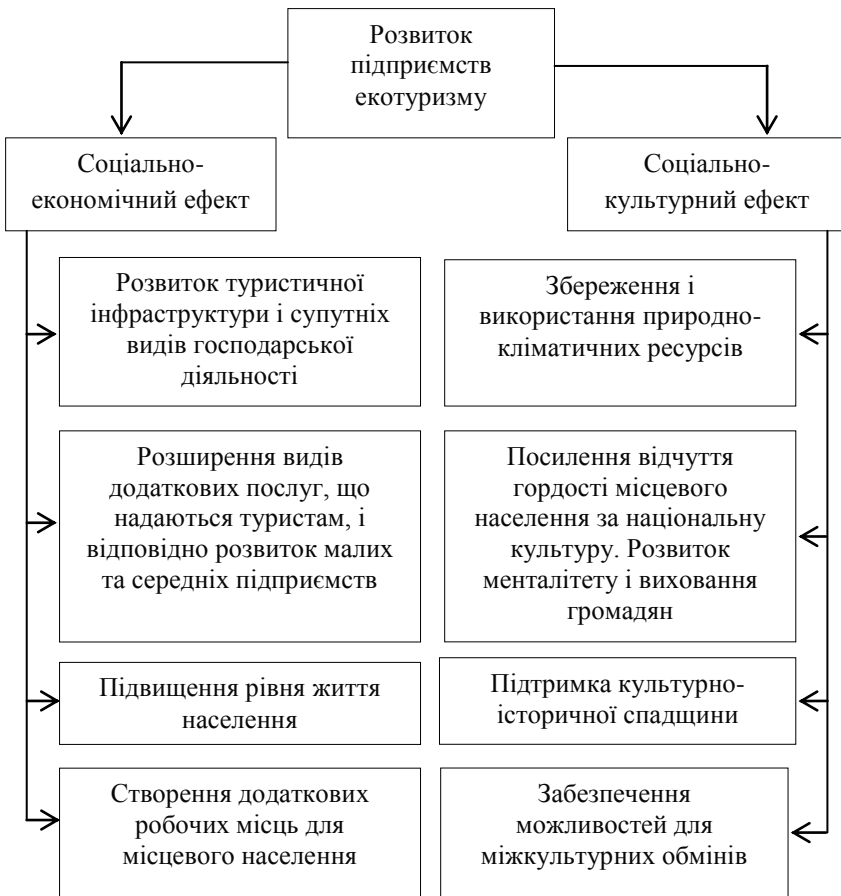 Розвиток
підприємств
екотуризму
Соціально-
економічний ефект
Соціально-
культурний ефект
Розвиток туристичної
інфраструктури і супутніх
видів господарської
діяльності
Збереження і
використання природно-
кліматичних ресурсів
Розширення видів
додаткових послуг, що
надаються туристам, і
відповідно розвиток малих
та середніх підприємств
Посилення відчуття
гордості місцевого
населення за національну
культуру. Розвиток
менталітету і виховання
громадян
Підвищення рівня життя
населення
Підтримка культурно-
історичної спадщини
Створення додаткових
робочих місць для
місцевого населення
Забезпечення
можливостей для
міжкультурних обмінів